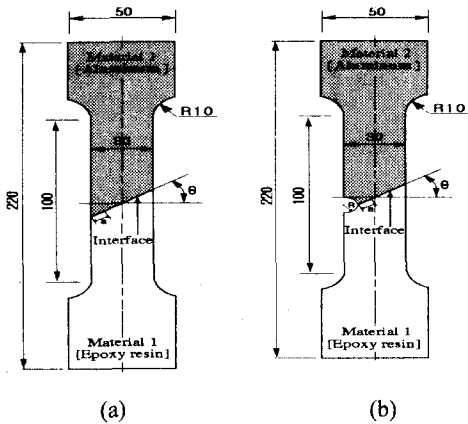 50
Material 2
[Aluminum]
R10
220
100
θ
a
Interface
Material 1
[Epoxy resin]
(a)
50
Material 2
[Aluminum]
R10
30
220
100
θ
R
a
Interface
Material 1
[Epoxy resin]
(b)